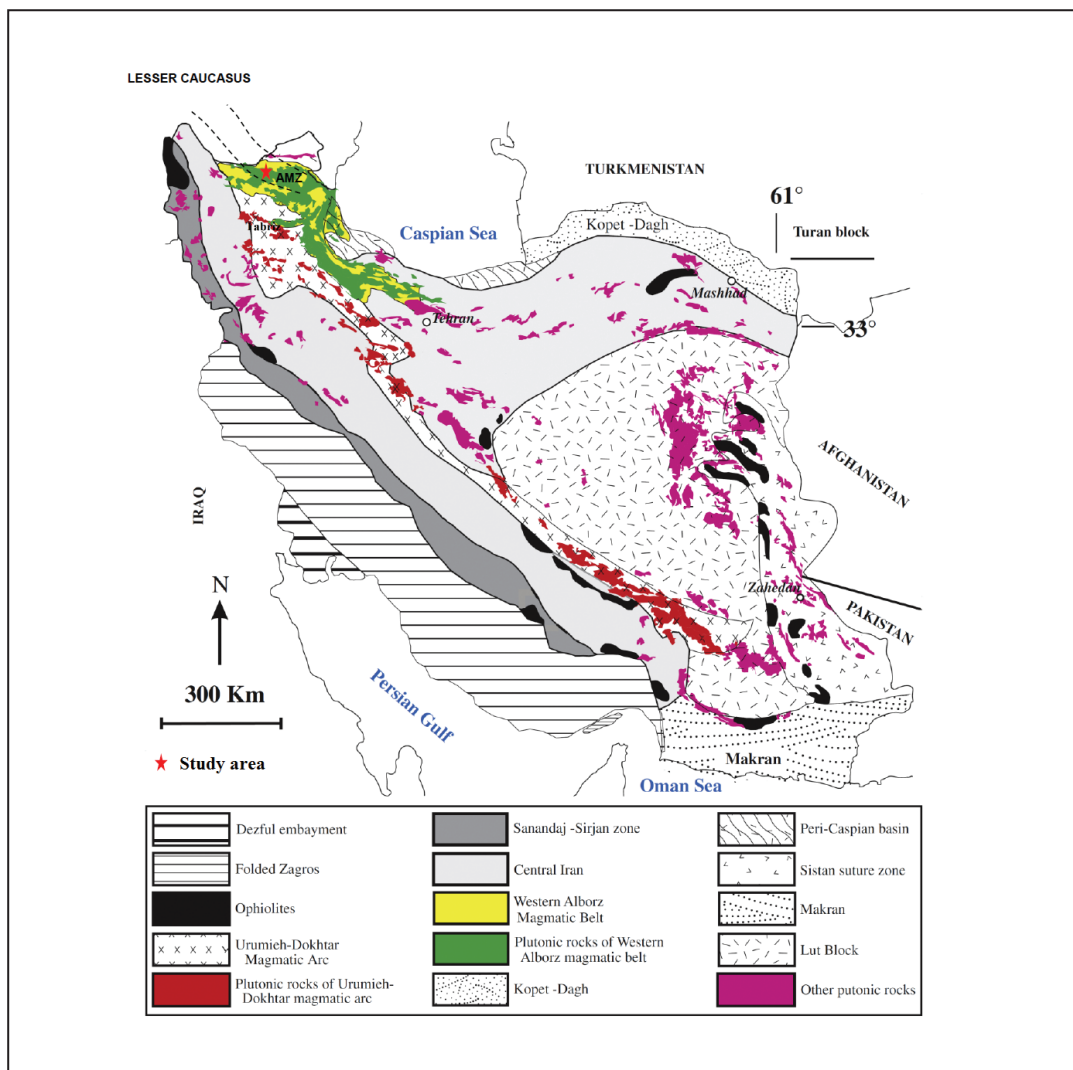 LESSER CAUCASUS
TURKMENISTAN
AMZ
61°
Kopet -Dagh
Turan block
Tabriz
Caspian Sea
Mashhad
Tehran
33°
AFGHANISTAN
IRAQ
Zahedan
N
PAKISTAN
300 Km
Persian Gulf
Study area
Makran
Oman Sea
Dezful embayment
Sanandaj -Sirjan zone
Peri-Caspian basin
Folded Zagros
Central Iran
Sistan suture zone
Ophiolites
Western Alborz
Magmatic Belt
Makran
Urumieh-Dokhtar
Magmatic Arc
Plutonic rocks of Western
Alborz magmatic belt
Lut Block
Plutonic rocks of Urumieh-
Dokhtar magmatic arc
Kopet -Dagh
Other putonic rocks